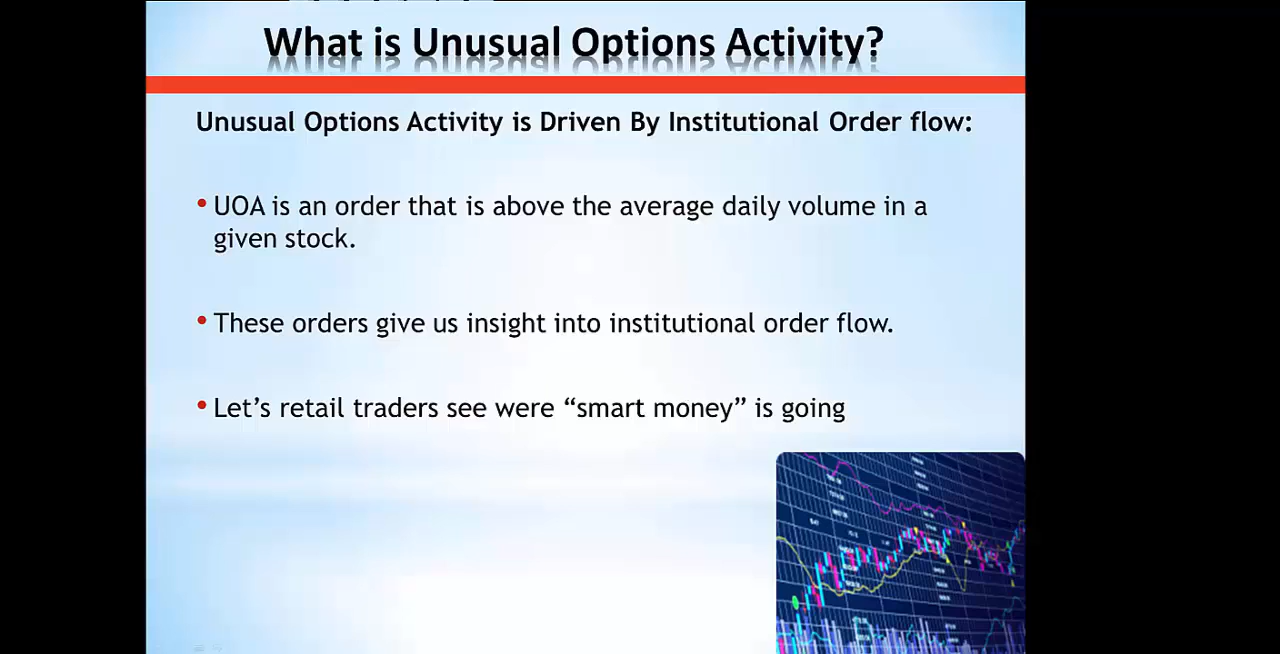 What is Unusual Options Activity?
Unusual Options Activity is Driven By Institutional Order flow:
• UOA is an order that is above the average daily volume in a
given stock.
• These orders give us insight into institutional order flow.
• Let’s retail traders see were “smart money” is going